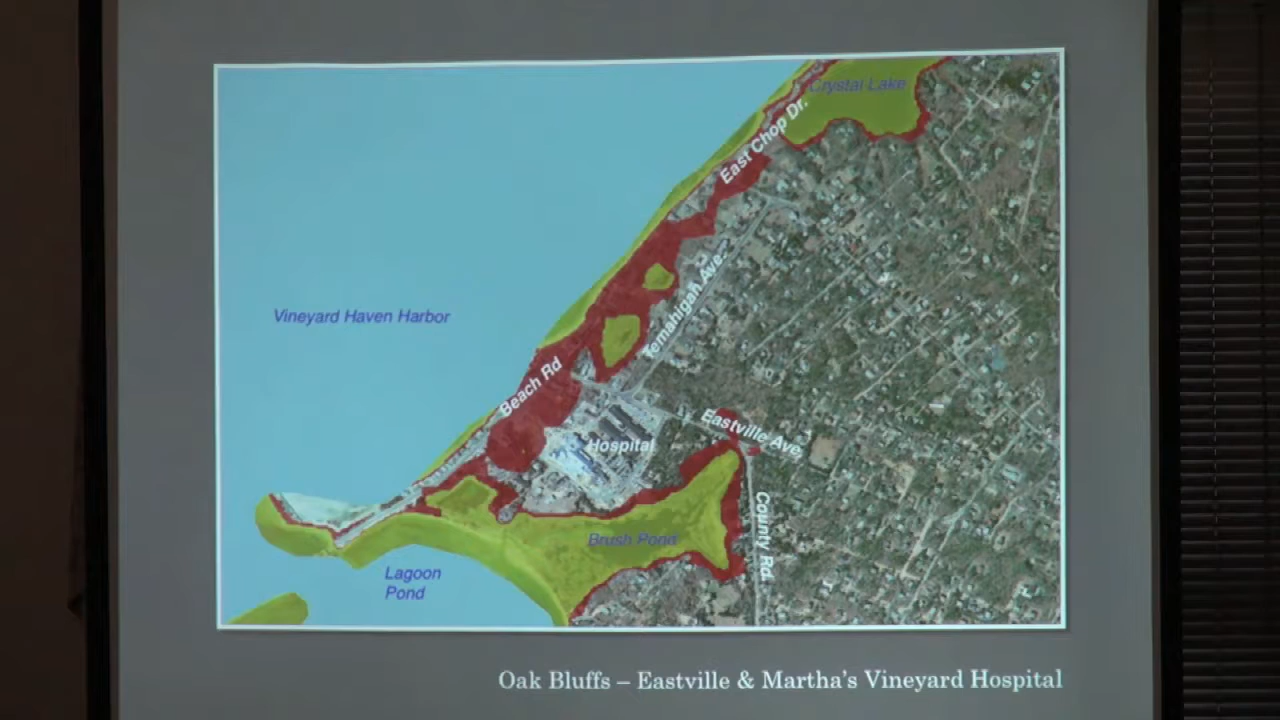 Crystal Lake
East Chop Dr.
Temahigan Ave.
Vineyard Haven Harbor
Beach Rd
Eastville Ave
Hospital
County Rd.
Brush Pond
Lagoon
Pond
Oak Bluffs – Eastville & Martha's Vineyard Hospital